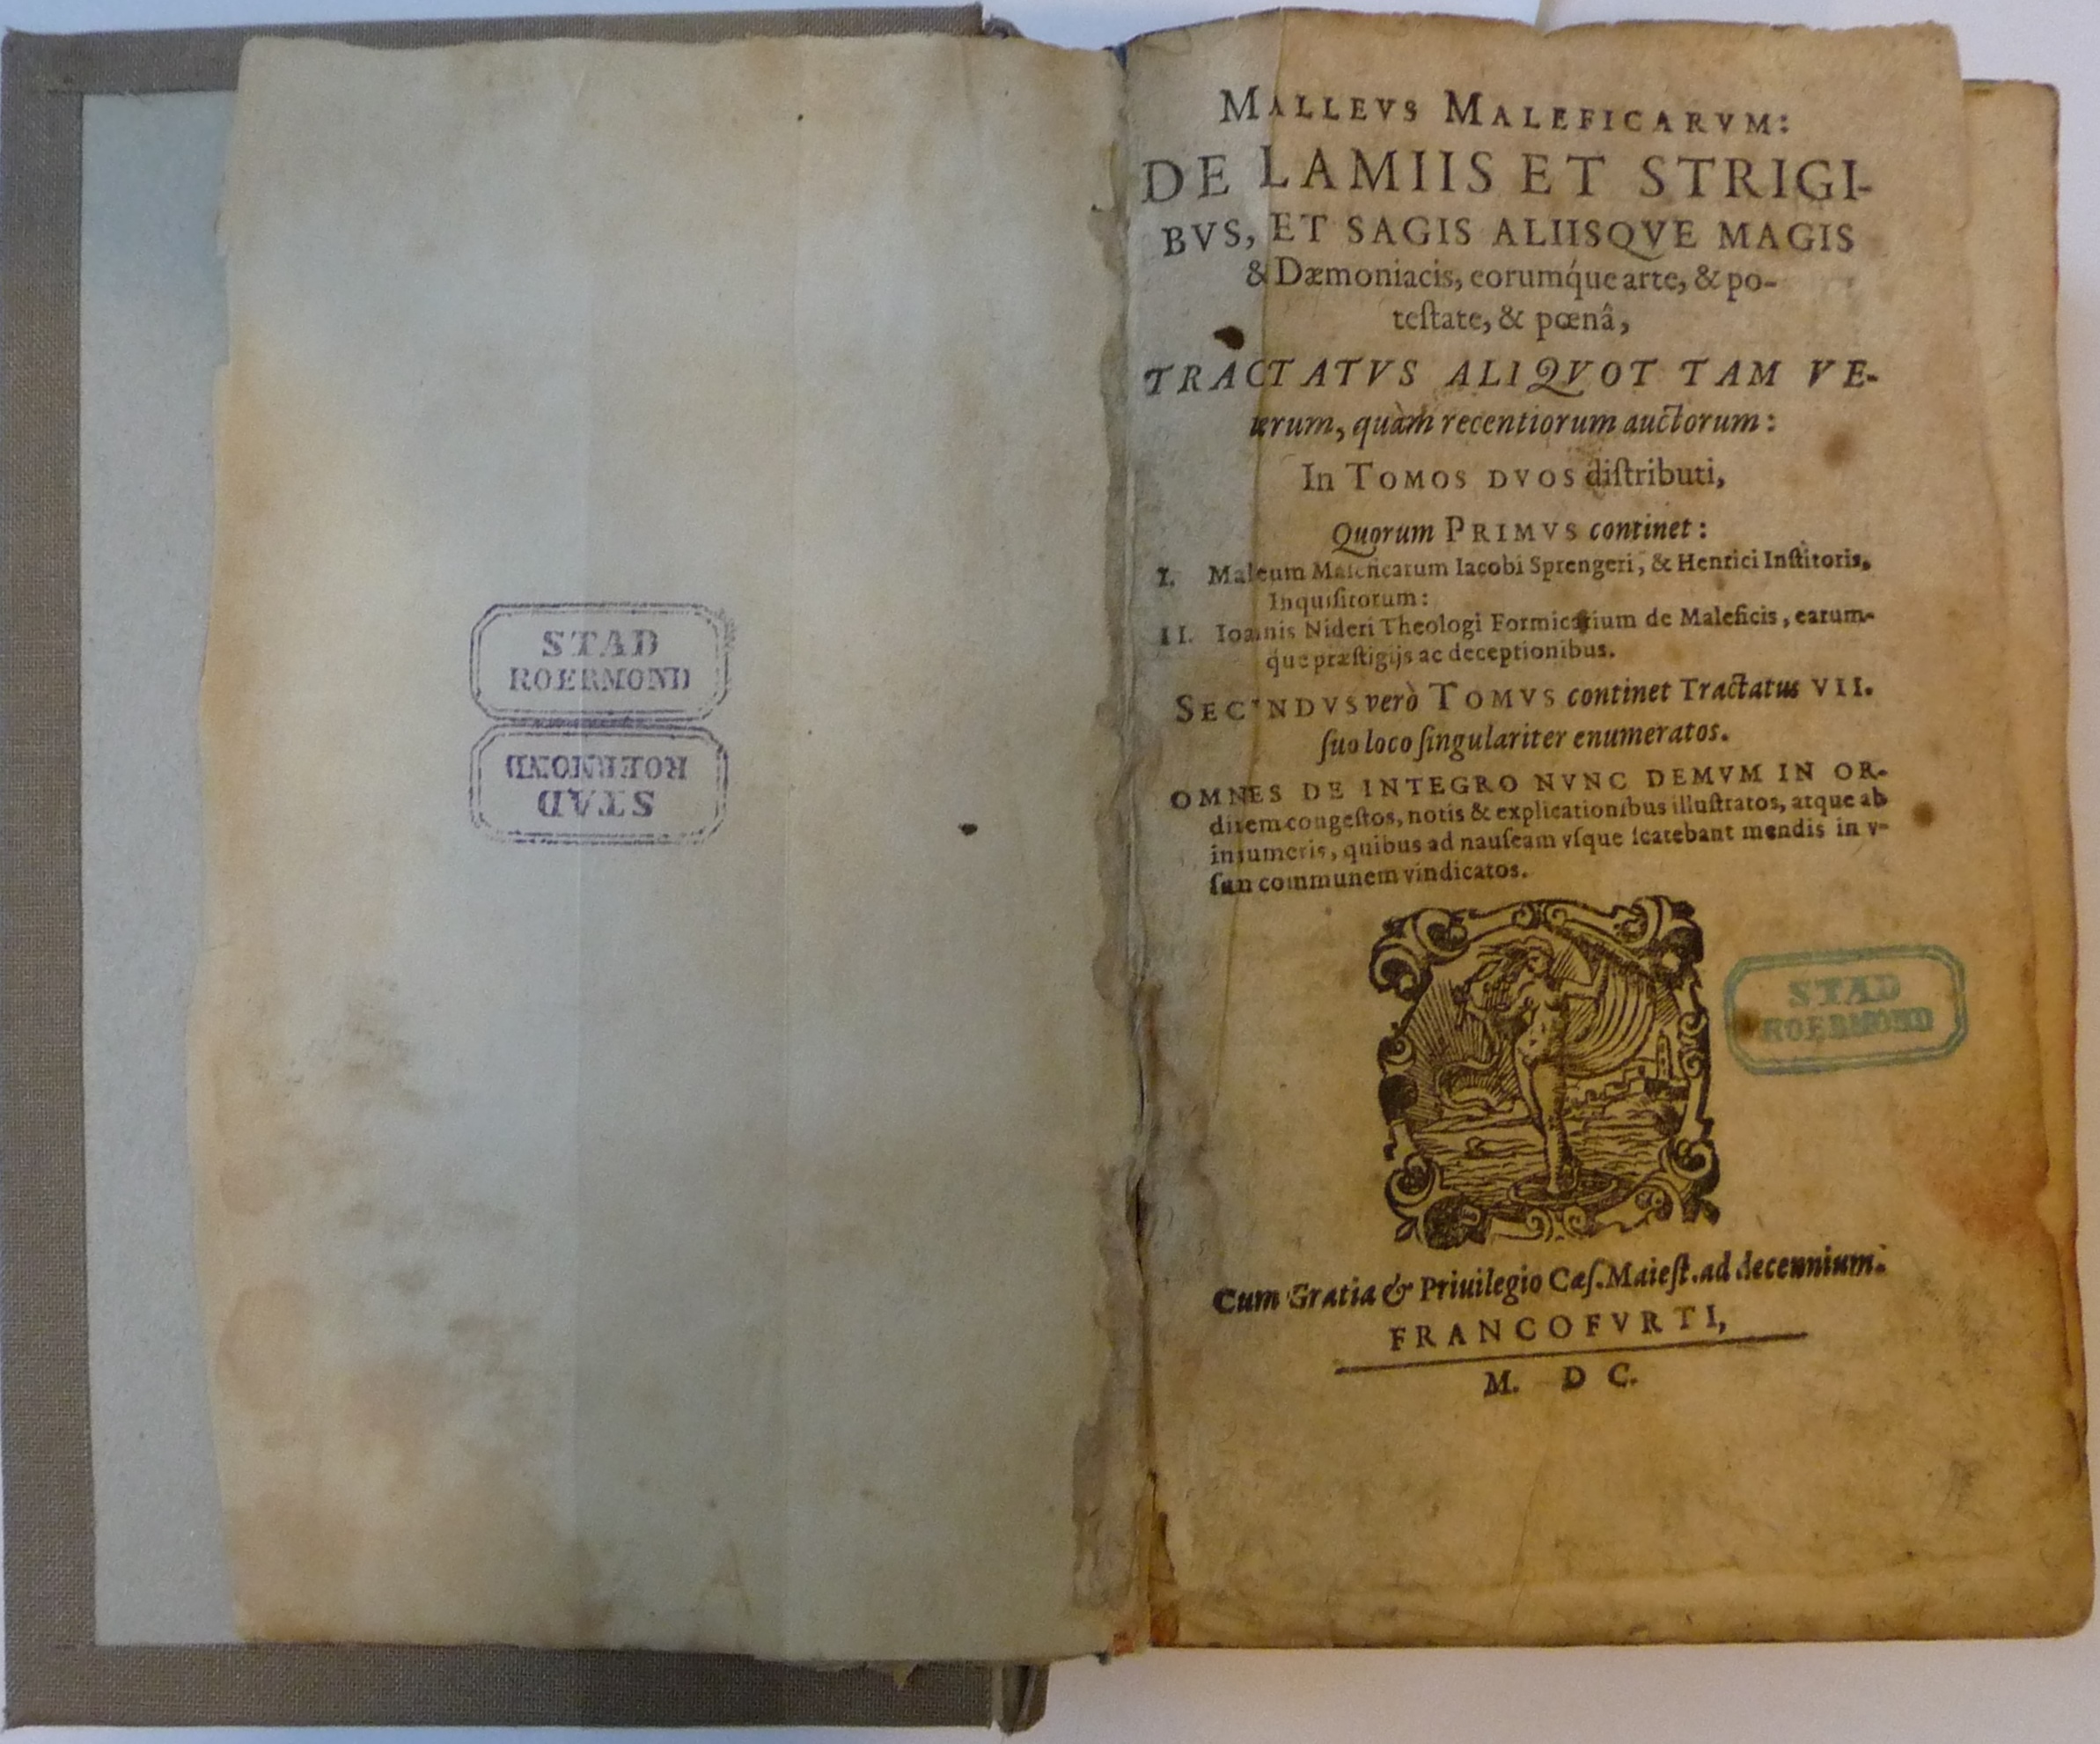 STAD
ROERMOND
STAD
ROERMOND
MALLEVS MALEFICARVM:
DE LAMIIS ET STRIGI-
BVS, ET SAGIS ALIISQVE MAGIS
& Dæmoniacis, eorumq́ue arte, & po-
teſtate, & pœnâ,
TRACTATVS ALIQVOT TAM VE-
terum, quàm recentiorum auctorum:
In TOMOS DVOS diſtributi,
Quorum PRIMVS continet:
I. Maleum Maleficarum Iacobi Sprengeri, & Henrici Inſtitoris,
Inquiſitorum:
II. Ioannis Nideri Theologi Formicarium de Maleficis, earum-
q́ue præſtigijs ac deceptionibus.
SECVNDVS verò TOMVS continet Tractatus VII.
ſuo loco ſingulariter enumeratos.
OMNES DE INTEGRO NVNC DEMVM IN OR-
dinem congeſtos, notis & explicationibus illuſtratos, atque ab
innumeris, quibus ad nauſeam vſque ſcatebant mendis in v-
ſum communem vindicatos.
STAD
ROERMOND
Cum Gratia & Priuilegio Cæſ. Maieſt. ad decennium.
FRANCOFVRTI,
M. D C.